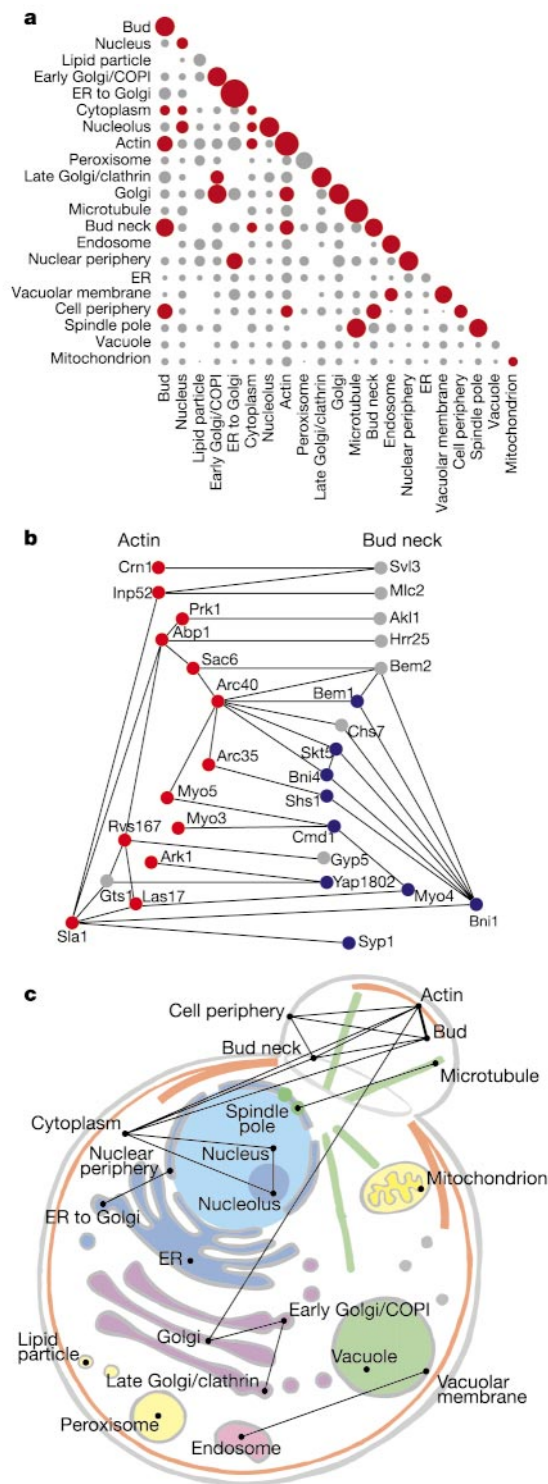 a
Bud
Nucleus
Lipid particle
Early Golgi/COPI
ER to Golgi
Cytoplasm
Nucleolus
Actin
Peroxisome
Late Golgi/clathrin
Golgi
Microtubule
Bud neck
Endosome
Nuclear periphery
ER
Vacuolar membrane
Cell periphery
Spindle pole
Vacuole
Mitochondrion
Bud
Nucleus
Lipid particle
Early Golgi/COPI
ER to Golgi
Cytoplasm
Nucleolus
Actin
Peroxisome
Late Golgi/clathrin
Golgi
Microtubule
Bud neck
Endosome
Nuclear periphery
ER
Vacuolar membrane
Cell periphery
Spindle pole
Vacuole
Mitochondrion
b
Actin Bud neck
Crn1 Svl3
Inp52 Mlc2
Prk1 Akl1
Abp1 Hrr25
Sac6 Bem2
Arc40 Bem1
Chs7
Skt5
Arc35 Bni4
Myo5 Shs1
Myo3 Cmd1
Rvs167
Ark1 Gyp5
Gts1 Las17 Yap1802 Myo4
Sla1 Bni1
Syp1
c
Cell periphery Actin
Bud
Bud neck
Microtubule
Cytoplasm Spindle
pole
Nuclear
periphery
Nucleus
Mitochondrion
Nucleolus
ER to Golgi
ER
Early Golgi/COPI
Golgi
Lipid
particle
Vacuole
Late Golgi/clathrin
Vacuolar
membrane
Peroxisome
Endosome